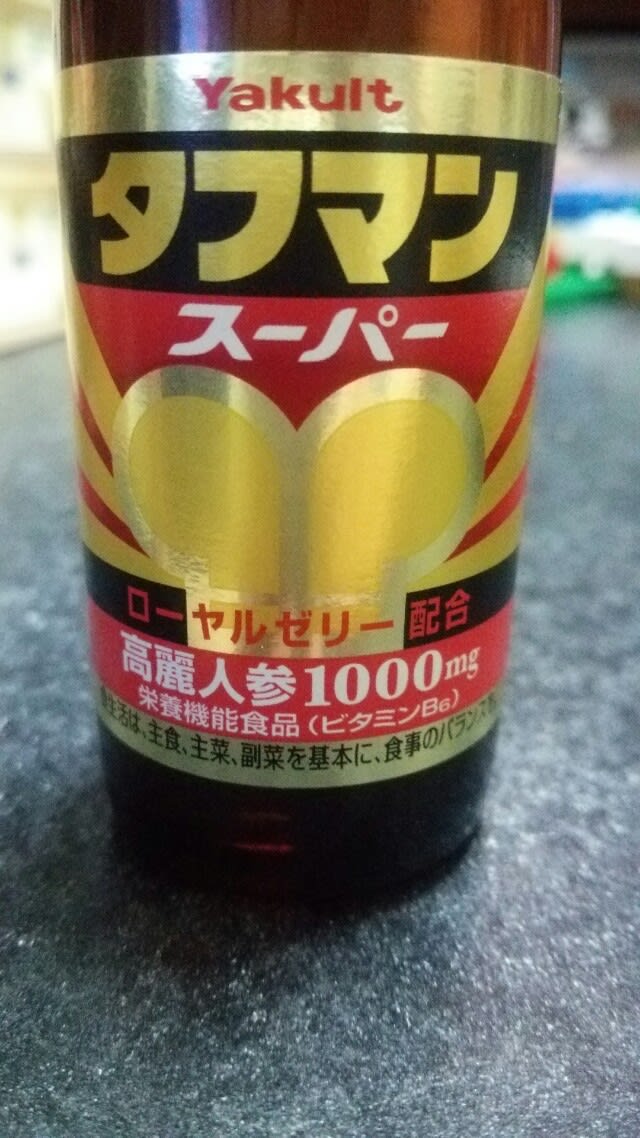 Yakult
タフマン
スーパー
ローヤルゼリー配合
高麗人参1000mg
栄養機能食品(ビタミンB6)
生活は、主食、主菜、副菜を基本に、食事のバランス